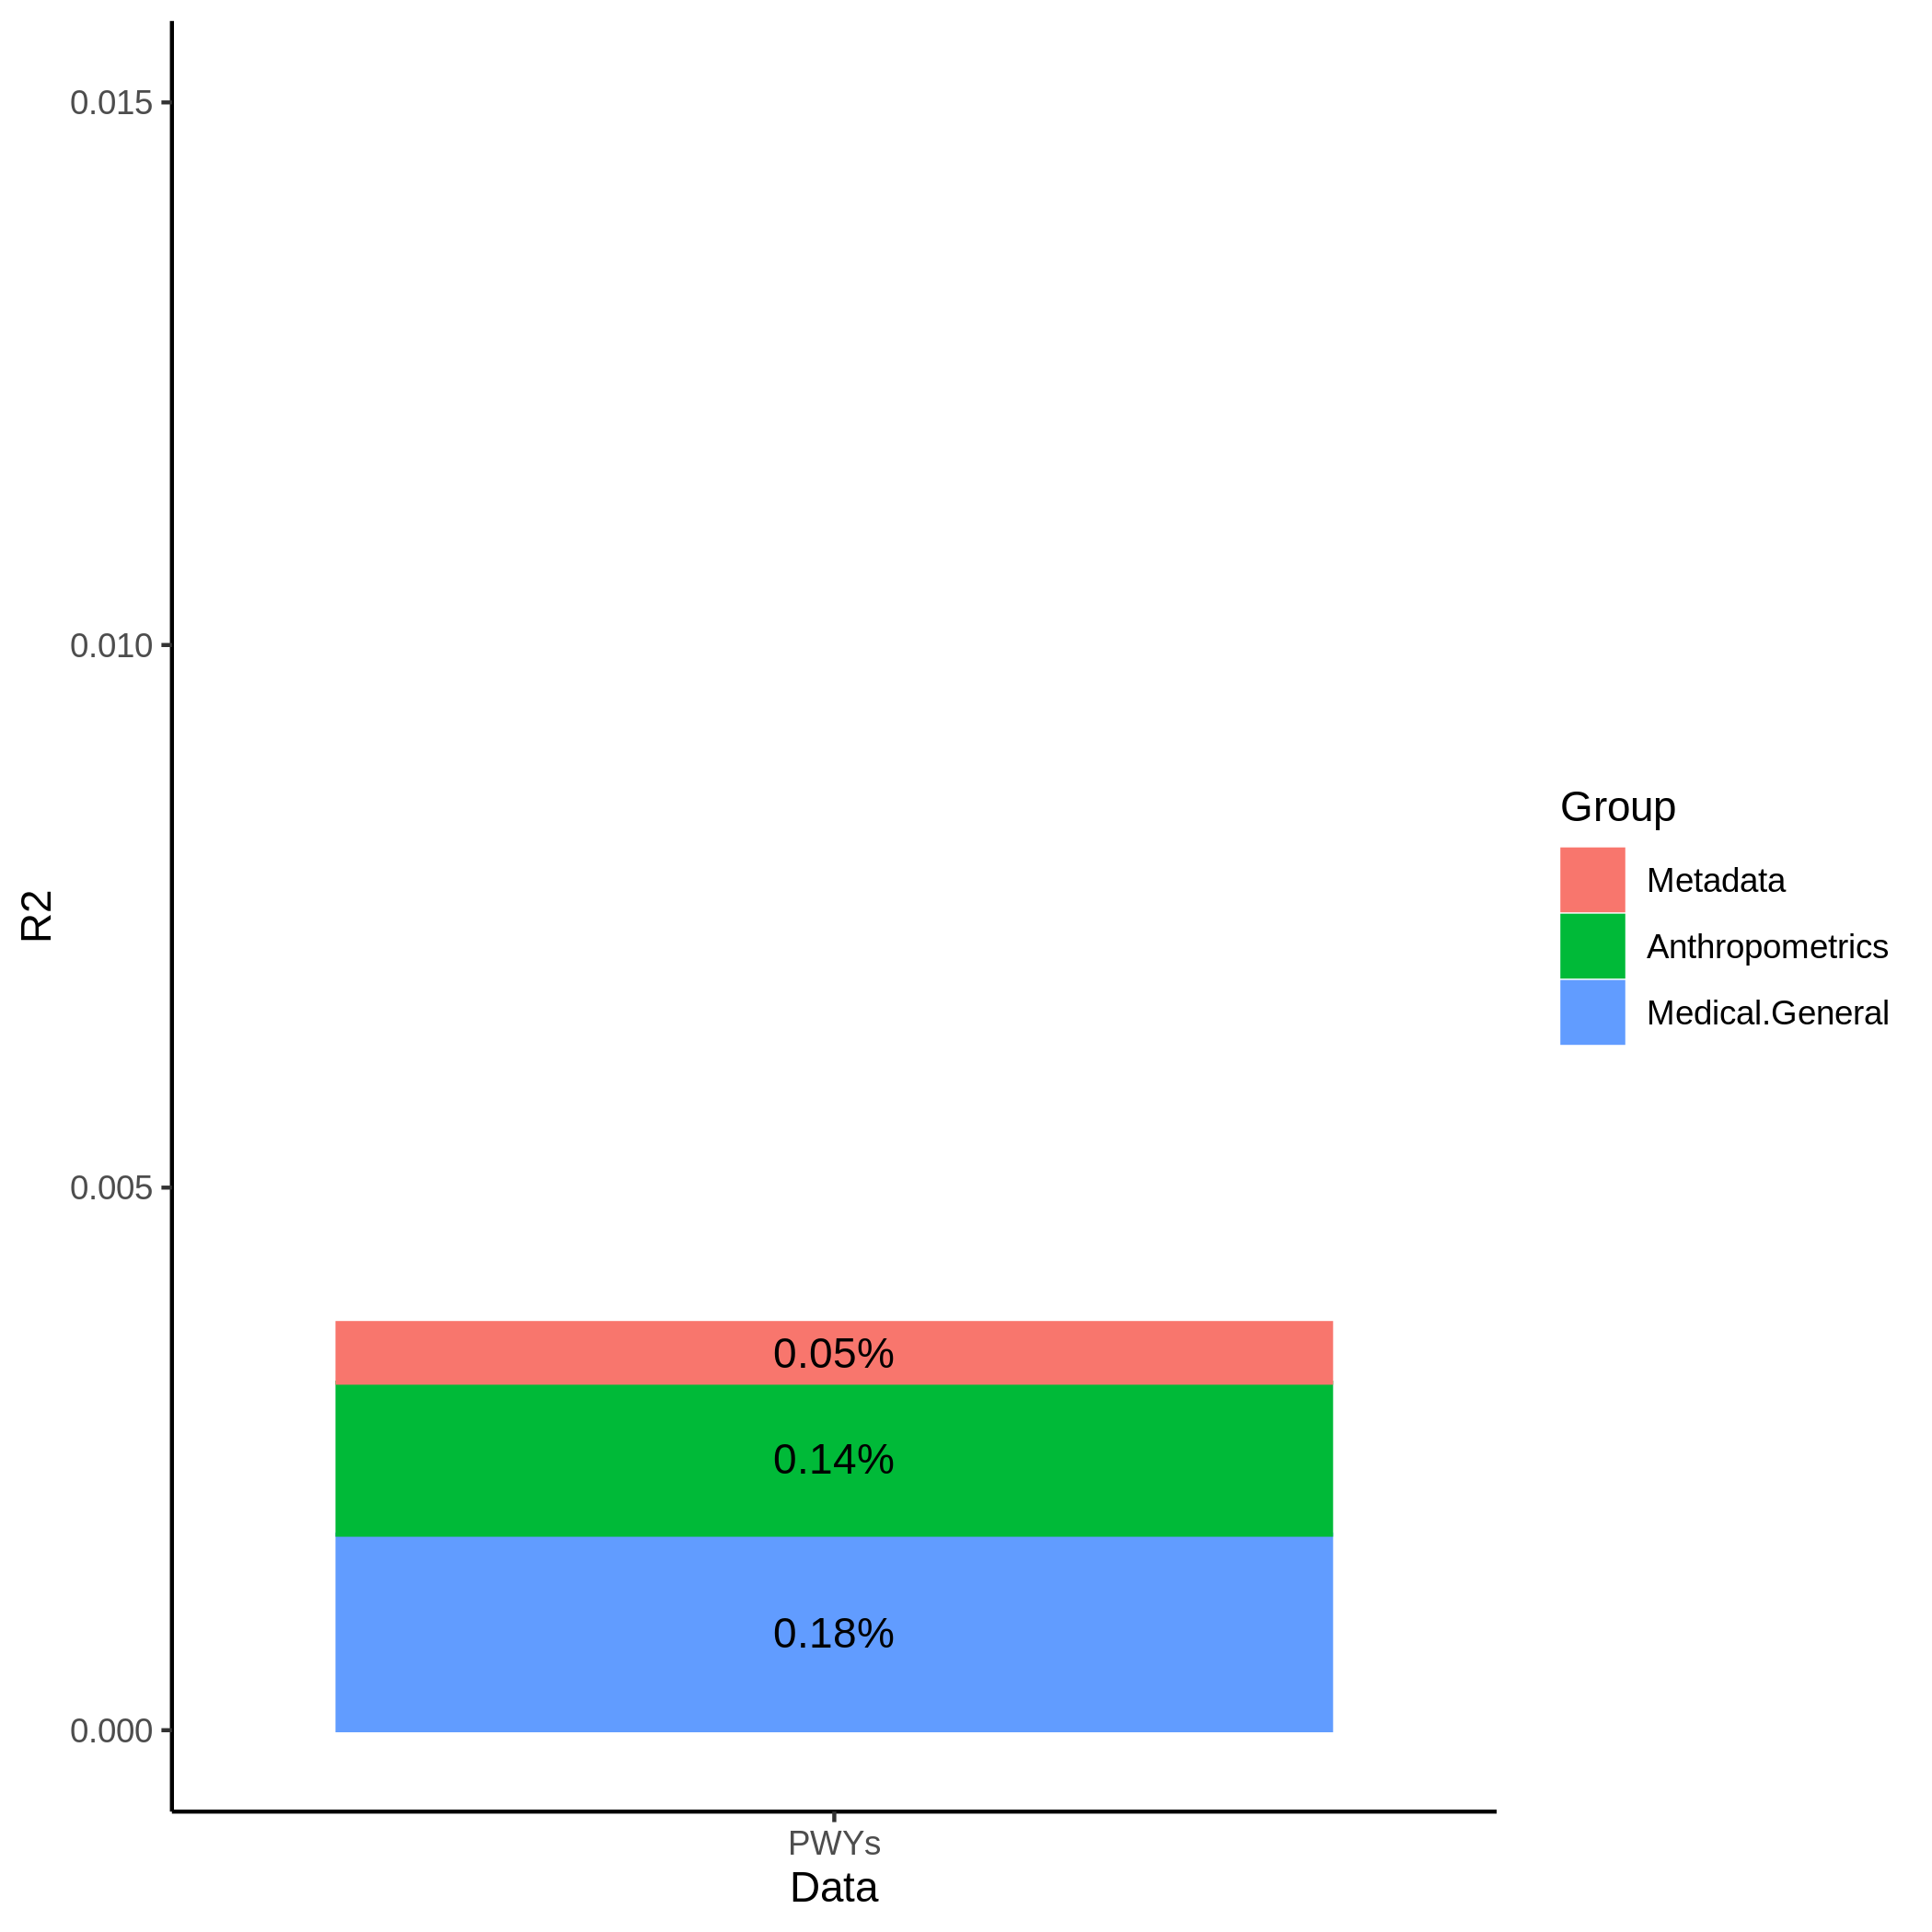 R2
0.015
0.010
0.005
0.000
0.05%
0.14%
0.18%
PWYs
Data
Group
Metadata
Anthropometrics
Medical.General